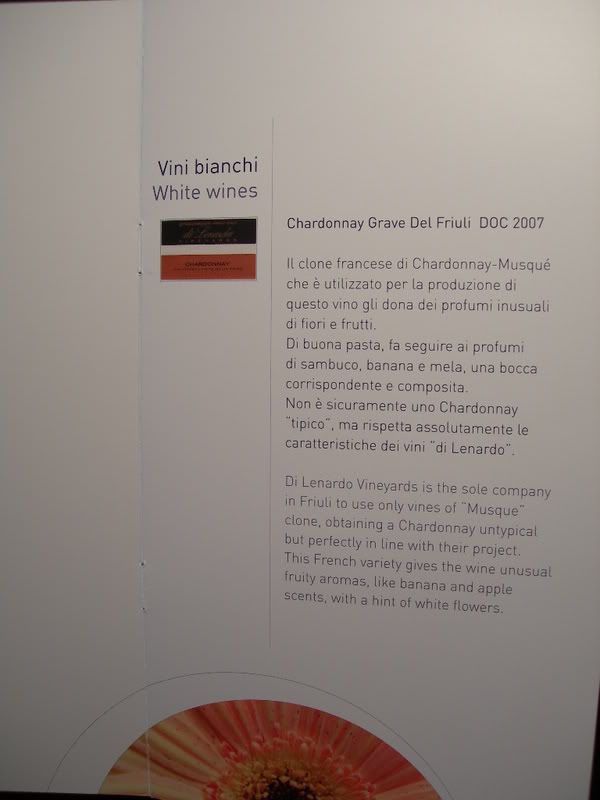 Vini bianchi
White wines
di Lenardo
VINEYARDS
CHARDONNAY
Chardonnay Grave Del Friuli DOC 2007
Il clone francese di Chardonnay-Musqué
che è utilizzato per la produzione di
questo vino gli dona dei profumi inusuali
di fiori e frutti.
Di buona pasta, fa seguire ai profumi
di sambuco, banana e mela, una bocca
corrispondente e composita.
Non è sicuramente uno Chardonnay
“tipico”, ma rispetta assolutamente le
caratteristiche dei vini “di Lenardo”.
Di Lenardo Vineyards is the sole company
in Friuli to use only vines of “Musque”
clone, obtaining a Chardonnay untypical
but perfectly in line with their project.
This French variety gives the wine unusual
fruity aromas, like banana and apple
scents, with a hint of white flowers.